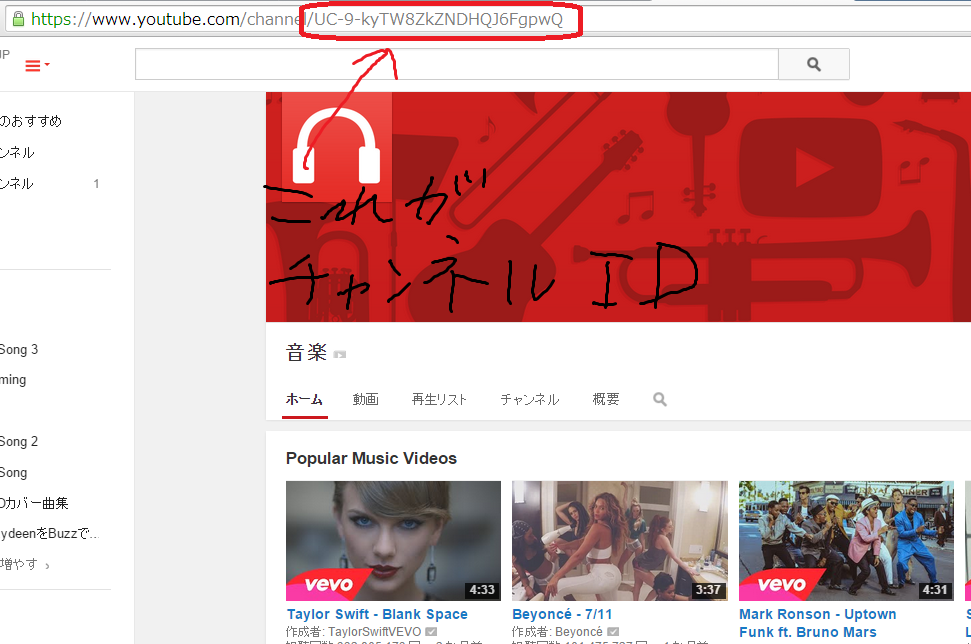 https://www.youtube.com/channel/UC-9-kyTW8ZkZNDHQJ6FgpwQ
JP
のおすすめ
ンネル
ンネル 1
これが
チャンネルID
Song 3
ming
Song 2
Song
カバー曲集
ydeenをBuzzで...
増やす ›
音楽
ホーム 動画 再生リスト チャンネル 概要
Popular Music Videos
vevo 4:33 3:37 vevo 4:31
Taylor Swift - Blank Space
作成者: TaylorSwiftVEVO
Beyoncé - 7/11
作成者: Beyoncé
Mark Ronson - Uptown
Funk ft. Bruno Mars